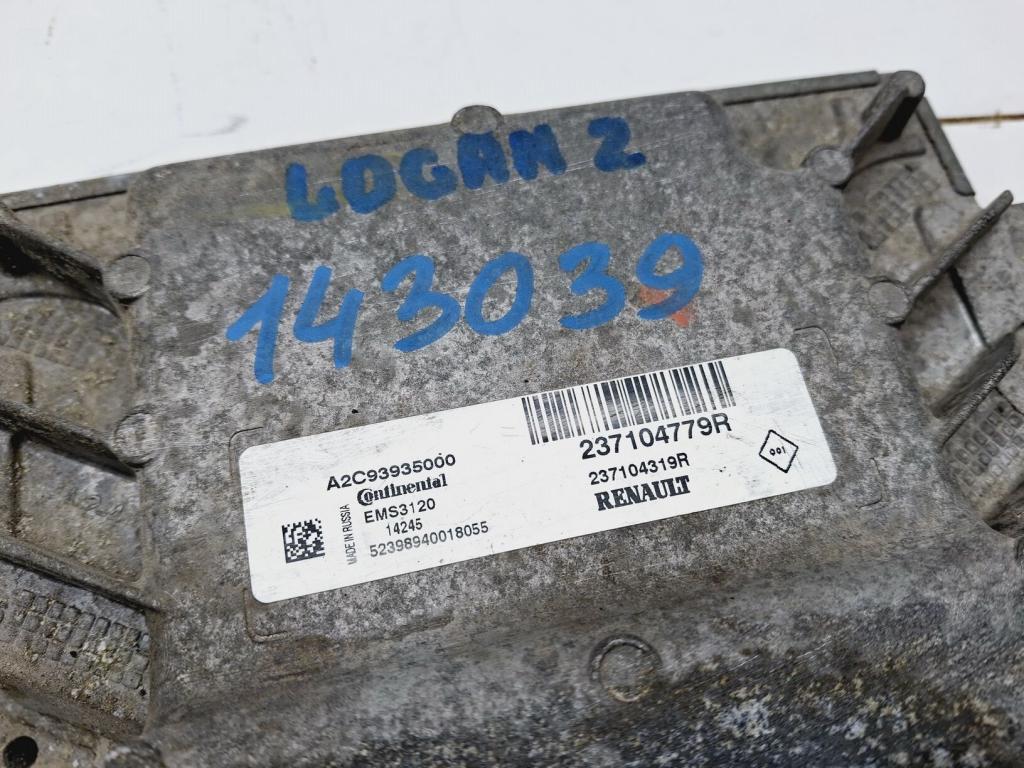 LOGAN 2
143039
A2C93935000
Continental
EMS3120
14245
52398940018055
MADE IN RUSSIA
237104779R
237104319R
RENAULT
001